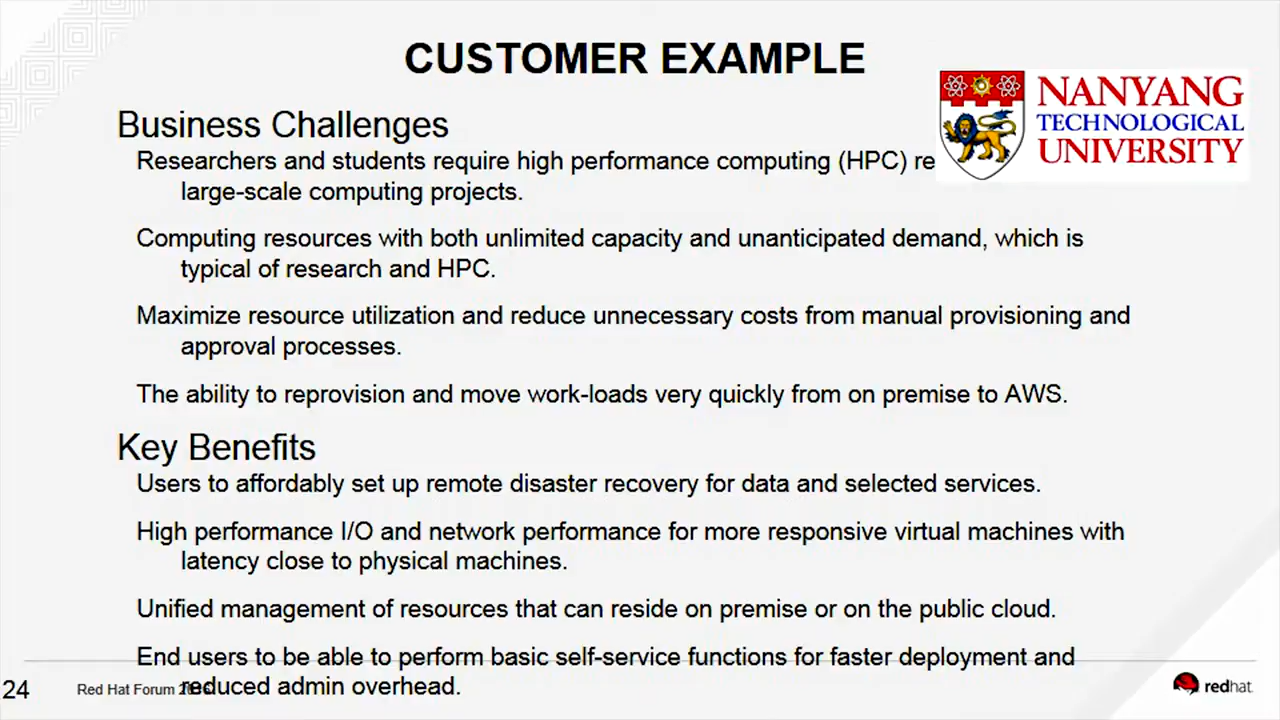 CUSTOMER EXAMPLE
NANYANG
TECHNOLOGICAL
UNIVERSITY
Business Challenges
Researchers and students require high performance computing (HPC) re
large-scale computing projects.
Computing resources with both unlimited capacity and unanticipated demand, which is
typical of research and HPC.
Maximize resource utilization and reduce unnecessary costs from manual provisioning and
approval processes.
The ability to reprovision and move work-loads very quickly from on premise to AWS.
Key Benefits
Users to affordably set up remote disaster recovery for data and selected services.
High performance I/O and network performance for more responsive virtual machines with
latency close to physical machines.
Unified management of resources that can reside on premise or on the public cloud.
End users to be able to perform basic self-service functions for faster deployment and
reduced admin overhead.
24
Red Hat Forum
redhat.